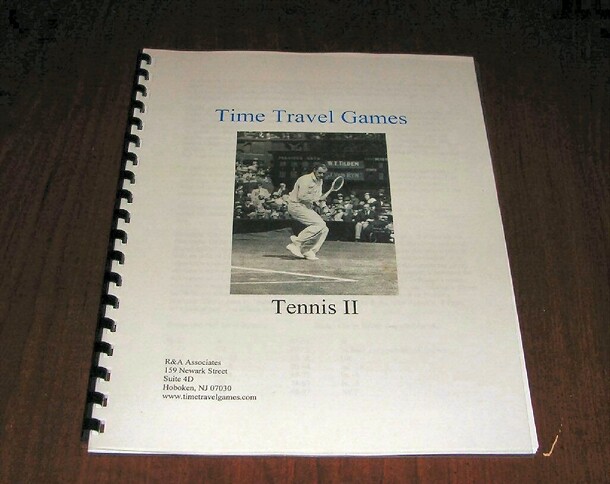 Time Travel Games
Tennis II
R&A Associates
159 Newark Street
Suite 4D
Hoboken, NJ 07030
www.timetravelgames.com